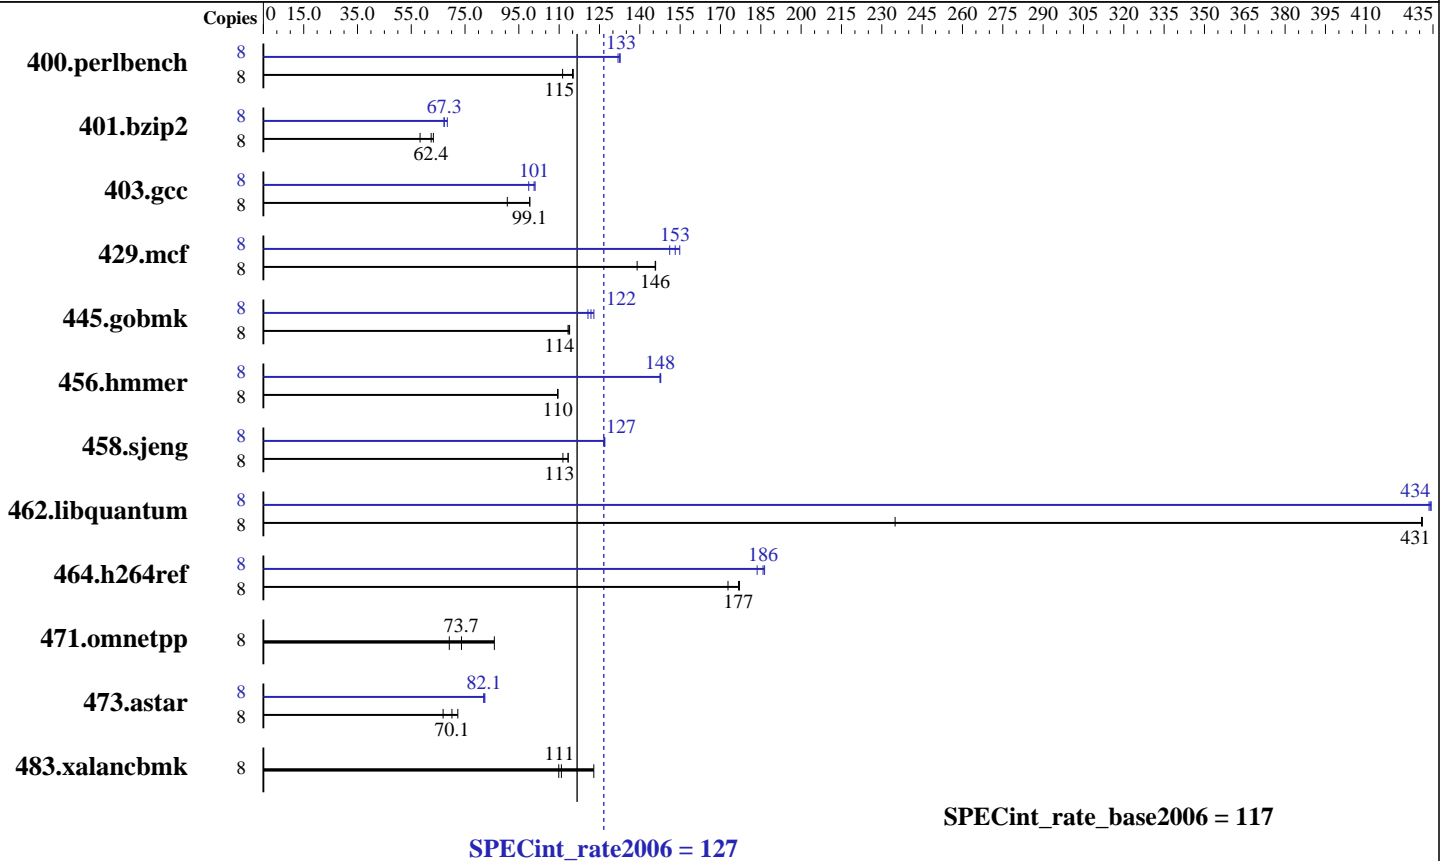 Copies 0 15.0 35.0 55.0 75.0 95.0 110 125 140 155 170 185 200 215 230 245 260 275 290 305 320 335 350 365 380 395 410 435
400.perlbench 8 133
8 115
401.bzip2 8 67.3
8 62.4
403.gcc 8 101
8 99.1
429.mcf 8 153
8 146
445.gobmk 8 122
8 114
456.hmmer 8 148
8 110
458.sjeng 8 127
8 113
462.libquantum 8 434
8 431
464.h264ref 8 186
8 177
471.omnetpp 8 73.7
473.astar 8 82.1
8 70.1
483.xalancbmk 8 111
SPECint_rate_base2006 = 117
SPECint_rate2006 = 127